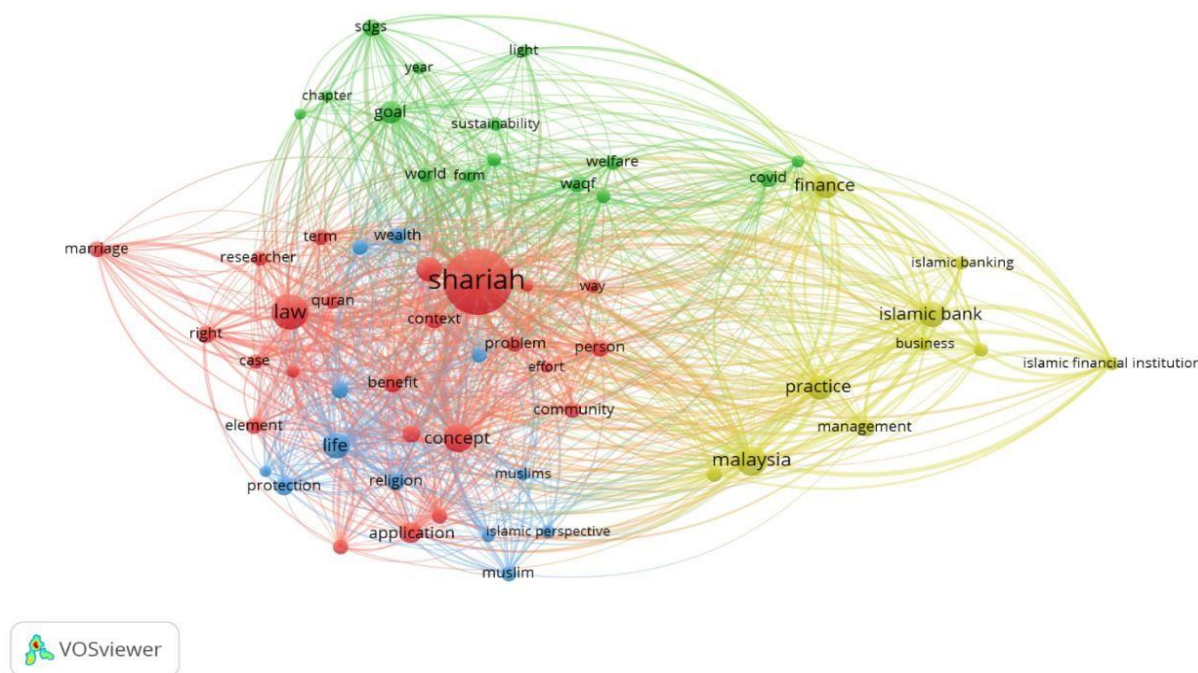 sdgs
light
year
chapter
goal
sustainability
welfare
world
form
waqf
covid
finance
marriage
term
wealth
researcher
islamic banking
shariah
way
quran
law
context
islamic bank
right
problem
person
business
case
effort
islamic financial institution
benefit
practice
community
element
management
concept
life
malaysia
religion
muslims
protection
application
islamic perspective
muslim
VOSviewer